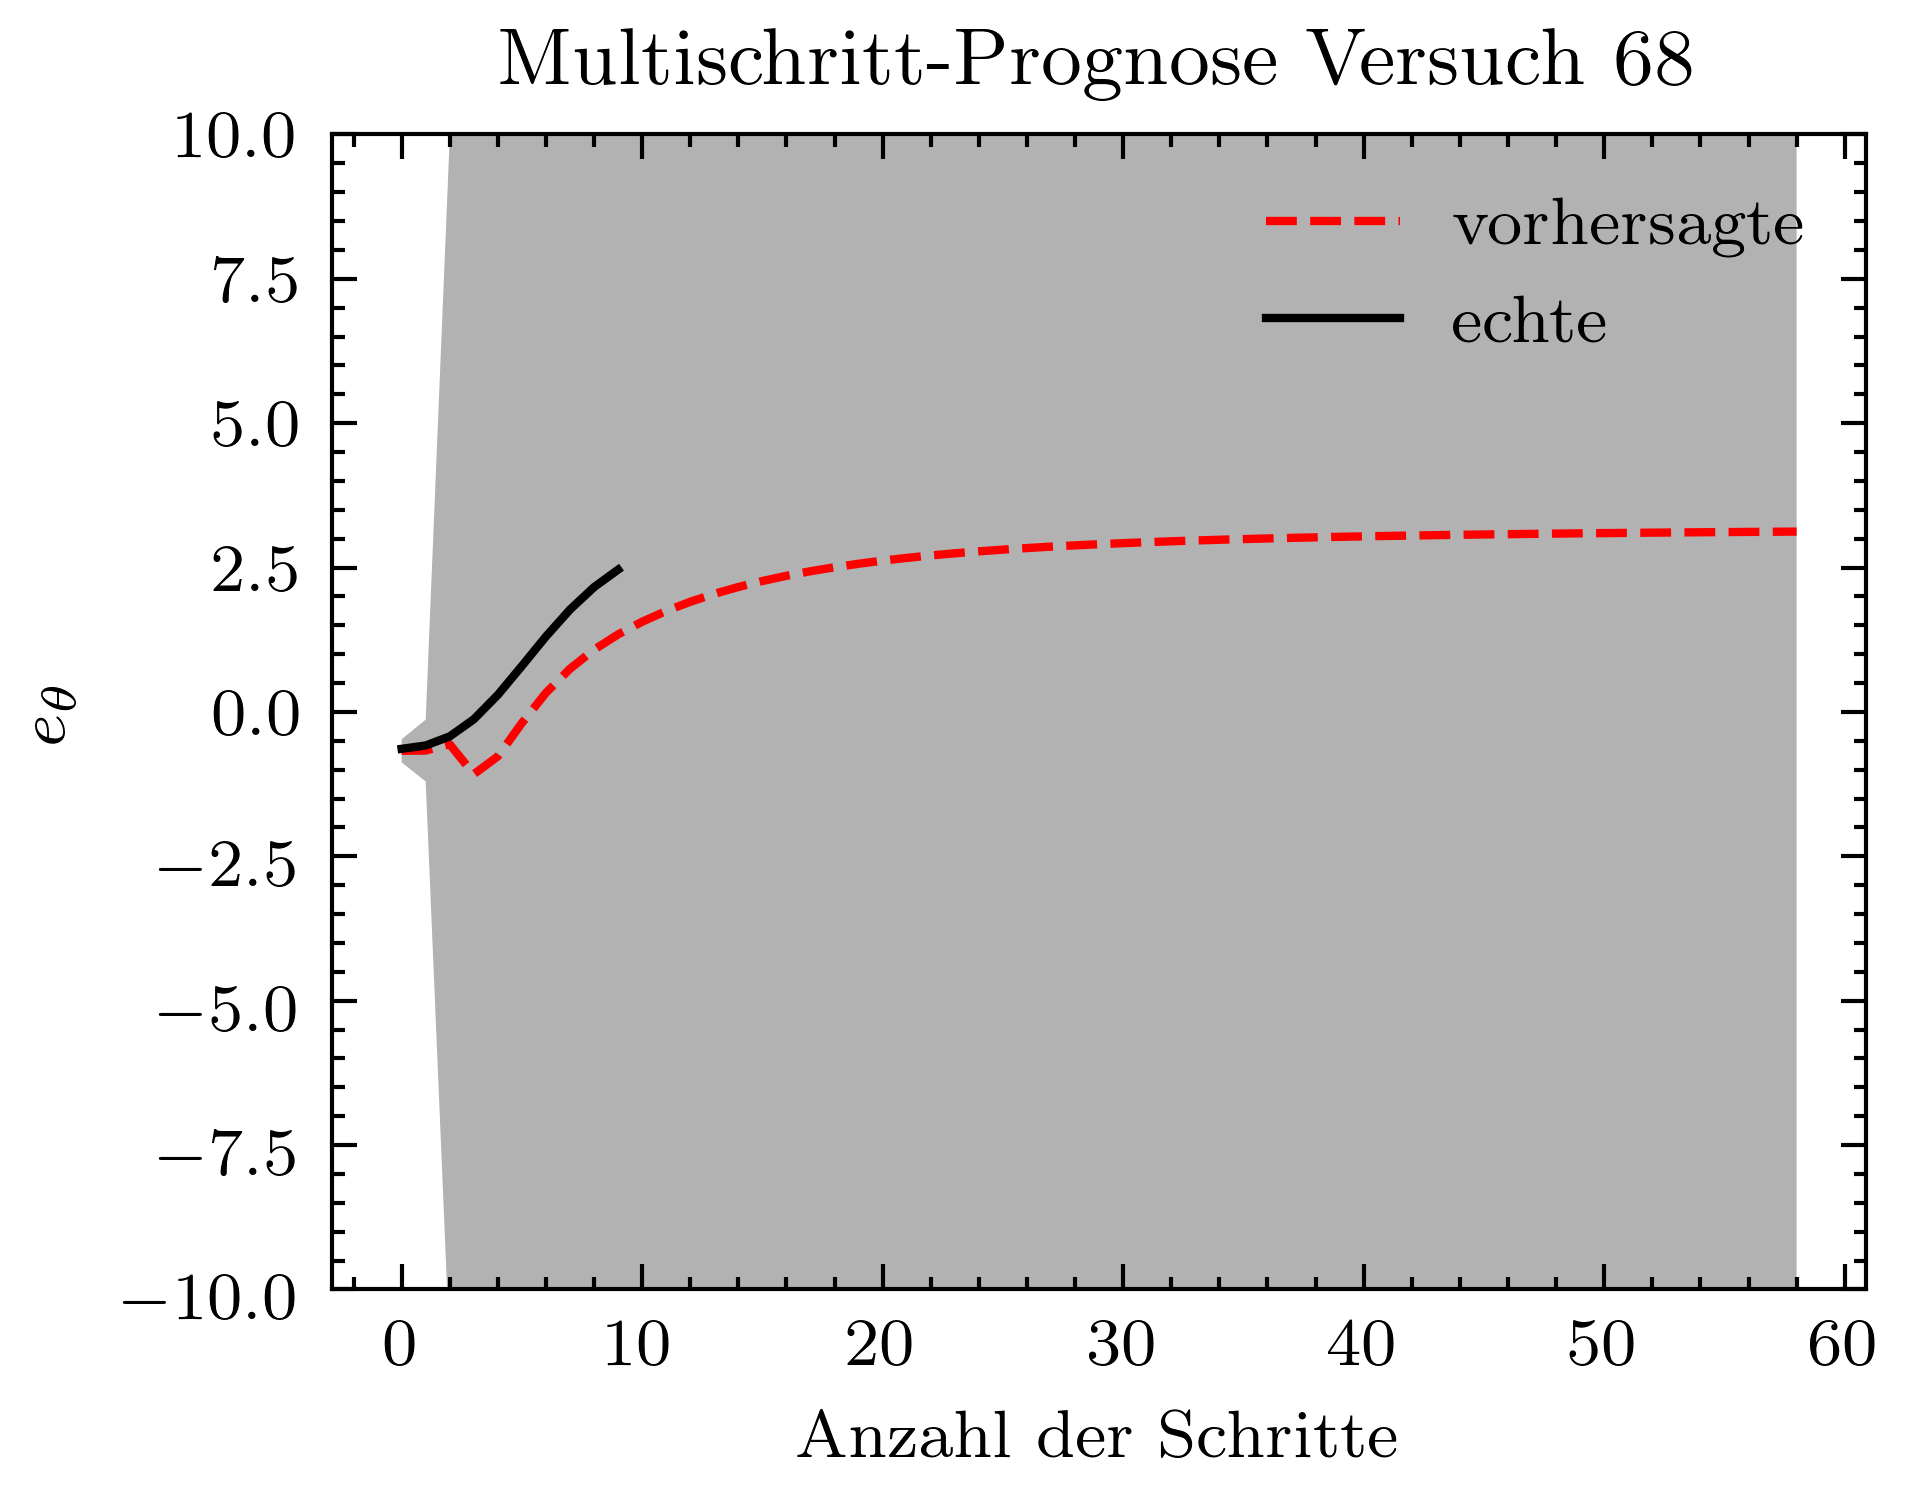 Multischritt-Prognose Versuch 68
10.0
7.5
5.0
2.5
0.0
−2.5
−5.0
−7.5
−10.0
e_θ
vorhersagte
echte
0 10 20 30 40 50 60
Anzahl der Schritte